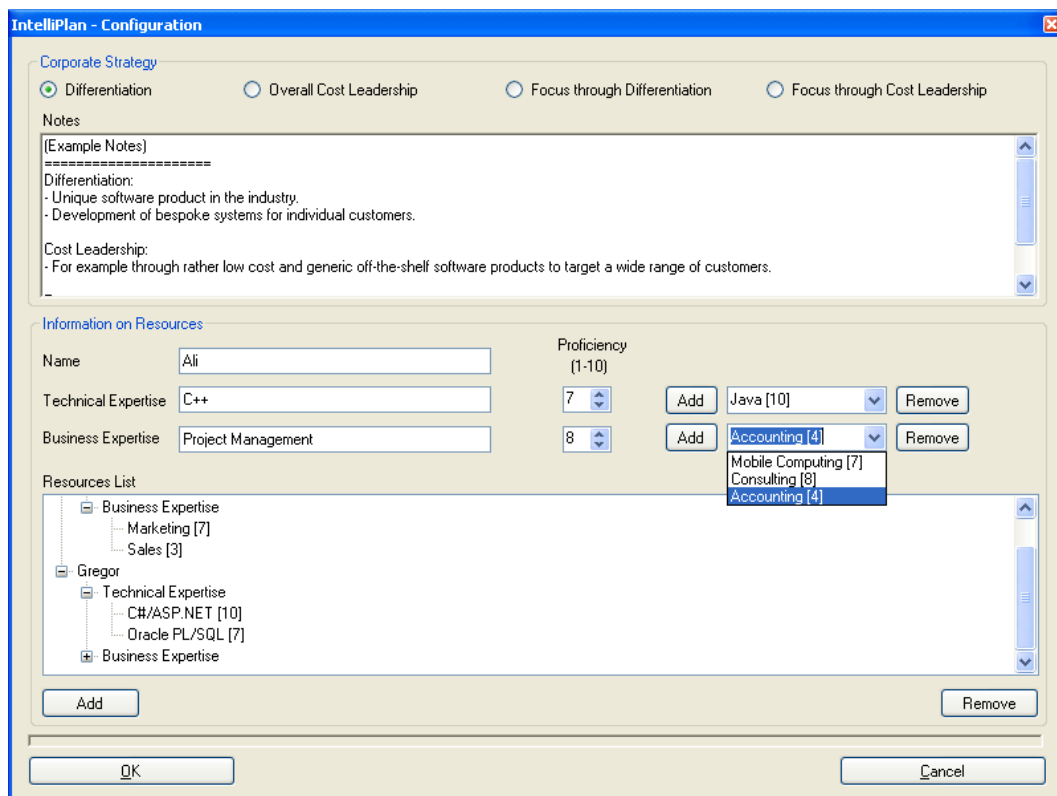 IntelliPlan - Configuration
Corporate Strategy
Differentiation Overall Cost Leadership Focus through Differentiation Focus through Cost Leadership
Notes
(Example Notes)
=====================
Differentiation:
- Unique software product in the industry.
- Development of bespoke systems for individual customers.
Cost Leadership:
- For example through rather low cost and generic off-the-shelf software products to target a wide range of customers.
Information on Resources
Proficiency
(1-10)
Name Ali
Technical Expertise C++ 7 Add Java [10] Remove
Business Expertise Project Management 8 Add Accounting [4] Remove
Mobile Computing [7]
Consulting [8]
Accounting [4]
Resources List
Business Expertise
Marketing [7]
Sales [3]
Gregor
Technical Expertise
C#/ASP.NET [10]
Oracle PL/SQL [7]
Business Expertise
Add Remove
OK Cancel